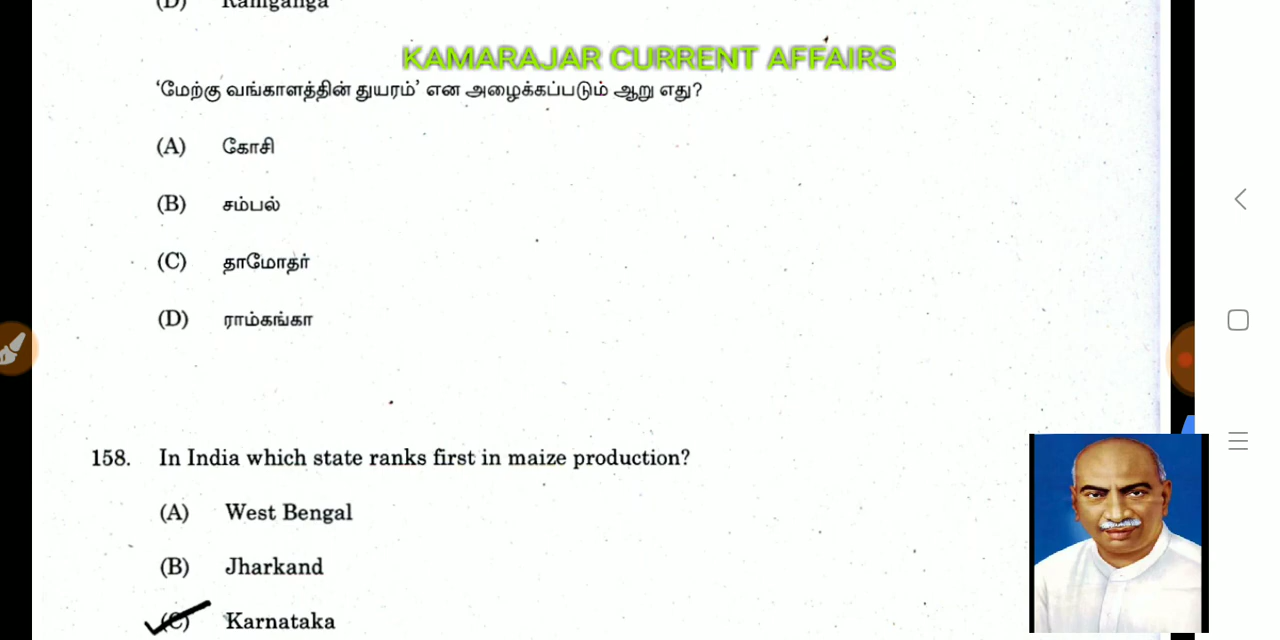 (D) Ramganga
KAMARAJAR CURRENT AFFAIRS
‘மேற்கு வங்காளத்தின் துயரம்’ என அழைக்கப்படும் ஆறு எது?
(A) கோசி
(B) சம்பல்
(C) தாமோதர்
(D) ராம்கங்கா
158. In India which state ranks first in maize production?
(A) West Bengal
(B) Jharkand
(C) Karnataka